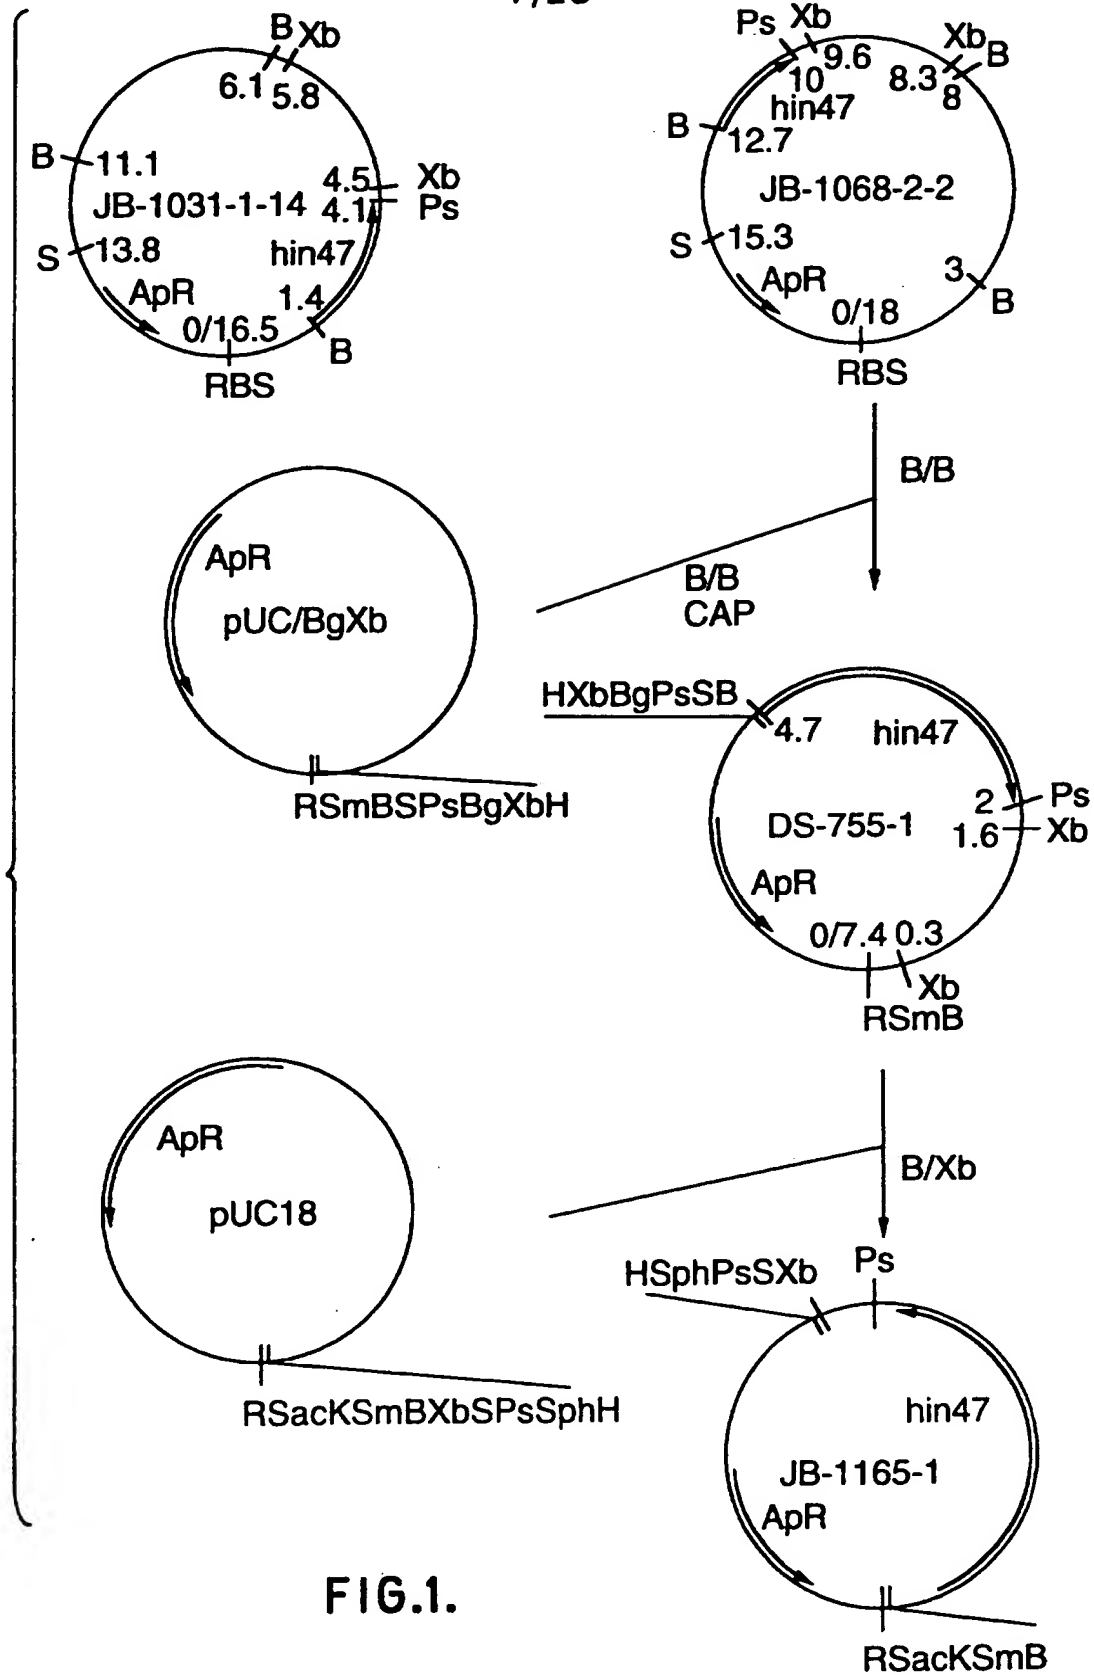 B Xb
6.1 5.8
B 11.1
JB-1031-1-14
4.5 Xb
4.1 Ps
S 13.8
hin47
ApR
1.4
0/16.5
B
RBS
Ps Xb
9.6
10
Xb B
8.3 8
hin47
B 12.7
JB-1068-2-2
S 15.3
ApR
3 B
0/18
RBS
B/B
ApR
pUC/BgXb
B/B
CAP
RSmBSPsBgXbH
HXbBgPsSB
4.7
hin47
2 Ps
DS-755-1
1.6 Xb
ApR
0/7.4 0.3
Xb
RSmB
ApR
pUC18
B/Xb
RSacKSmBXbSPsSphH
HSphPsSXb
Ps
hin47
JB-1165-1
ApR
RSacKSmB
FIG.1.